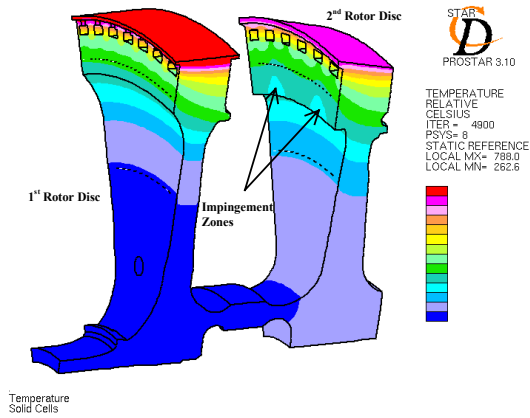 2nd Rotor Disc
1st Rotor Disc
Impingement
Zones
STAR
D
PROSTAR 3.10
TEMPERATURE
RELATIVE
CELSIUS
ITER = 4900
PSYS= 8
STATIC REFERENCE
LOCAL MX= 788.0
LOCAL MN= 262.6
Temperature
Solid Cells